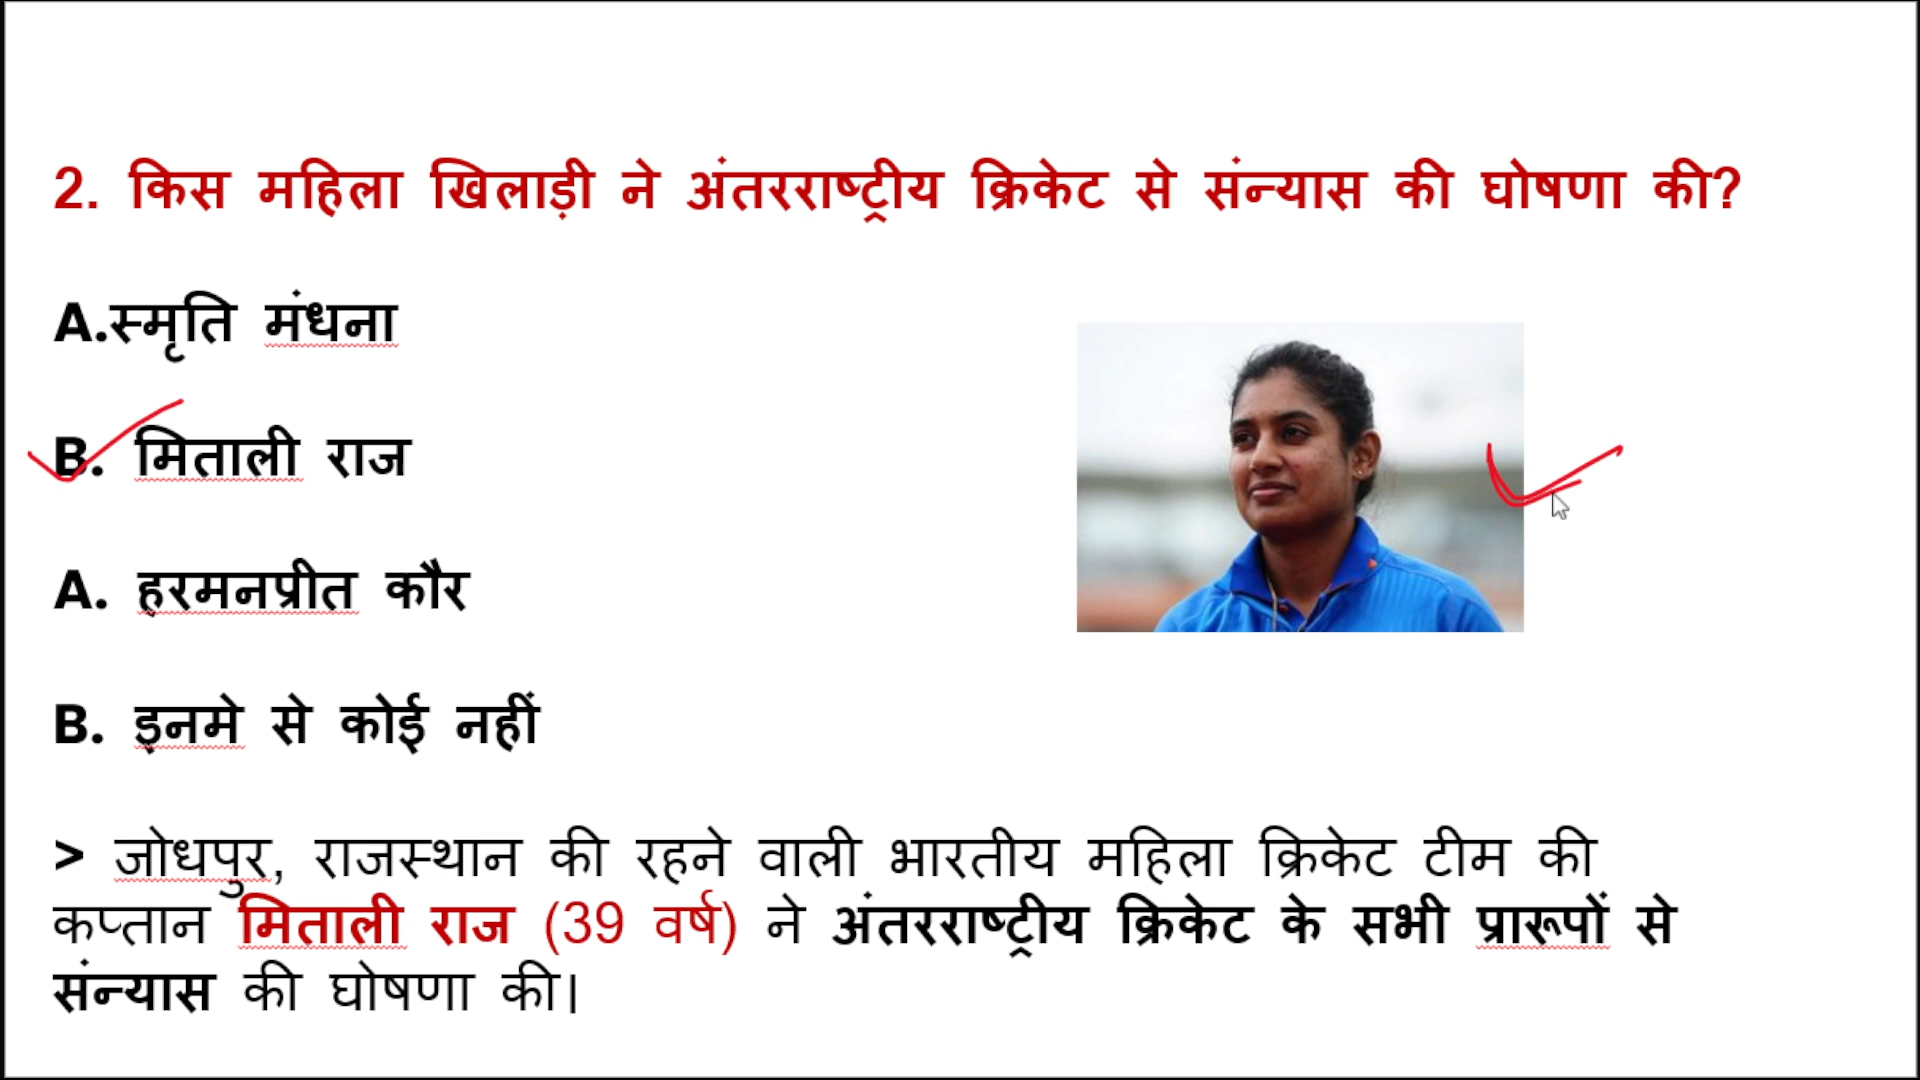 2. किस महिला खिलाड़ी ने अंतरराष्ट्रीय क्रिकेट से संन्यास की घोषणा की?
A.स्मृति मंधना
B. मिताली राज
A. हरमनप्रीत कौर
B. इनमे से कोई नहीं
> जोधपुर, राजस्थान की रहने वाली भारतीय महिला क्रिकेट टीम की
कप्तान मिताली राज (39 वर्ष) ने अंतरराष्ट्रीय क्रिकेट के सभी प्रारूपों से
संन्यास की घोषणा की।